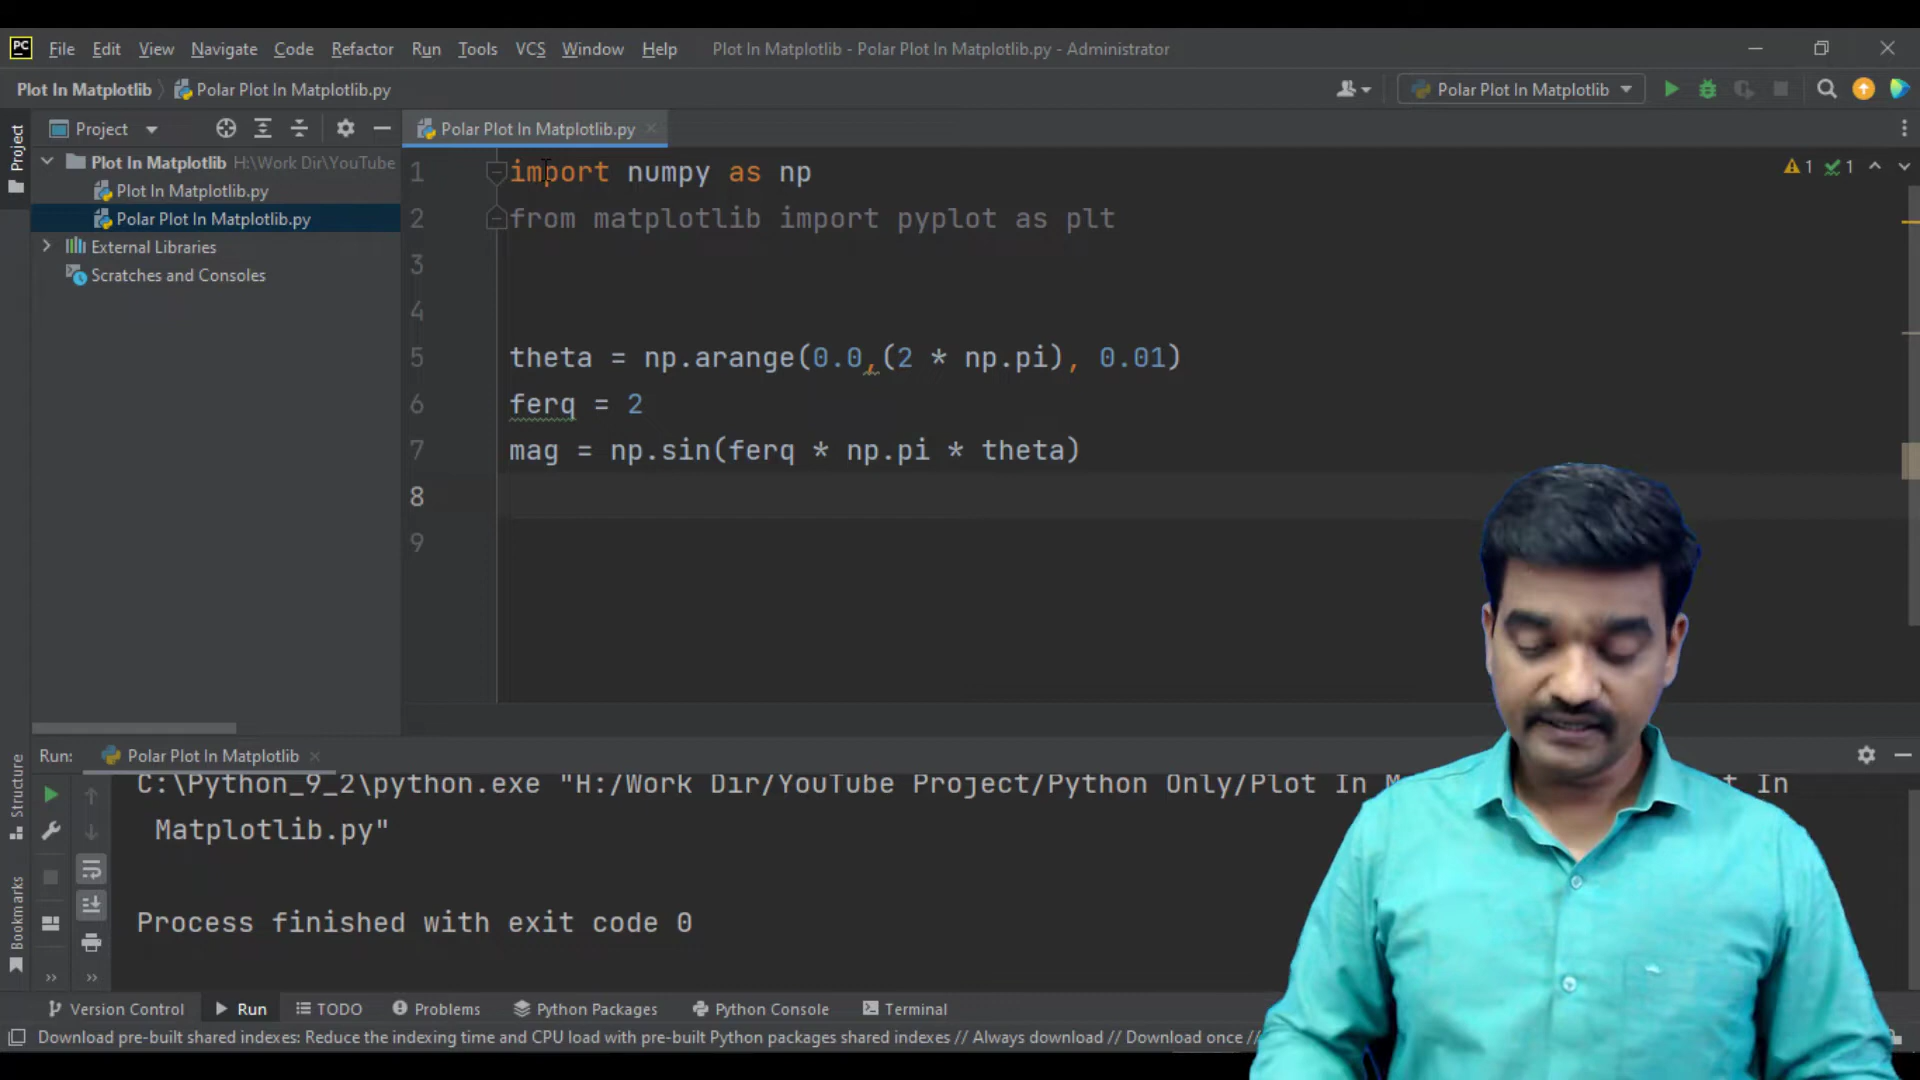 PC File Edit View Navigate Code Refactor Run Tools VCS Window Help Plot In Matplotlib - Polar Plot In Matplotlib.py - Administrator
Plot In Matplotlib Polar Plot In Matplotlib.py Polar Plot In Matplotlib
Project Project Polar Plot In Matplotlib.py
Plot In Matplotlib H:\Work Dir\YouTube
Plot In Matplotlib.py
Polar Plot In Matplotlib.py
External Libraries
Scratches and Consoles
1 import numpy as np 1 1
2 from matplotlib import pyplot as plt
3
4
5 theta = np.arange(0.0,(2 * np.pi), 0.01)
6 ferq = 2
7 mag = np.sin(ferq * np.pi * theta)
8
9
Run: Polar Plot In Matplotlib
C:\Python_9_2\python.exe "H:/Work Dir/YouTube Project/Python Only/Plot In M t In
Matplotlib.py"
Process finished with exit code 0
Structure
Bookmarks
Version Control Run TODO Problems Python Packages Python Console Terminal
Download pre-built shared indexes: Reduce the indexing time and CPU load with pre-built Python packages shared indexes // Always download // Download once //